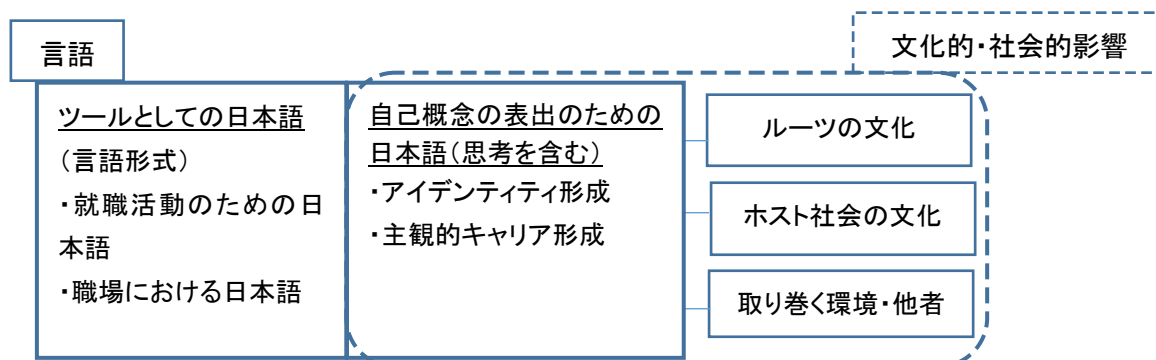 言語
文化的・社会的影響
ツールとしての日本語
（言語形式）
・就職活動のための日
本語
・職場における日本語
自己概念の表出のための
日本語（思考を含む）
・アイデンティティ形成
・主観的キャリア形成
ルーツの文化
ホスト社会の文化
取り巻く環境・他者